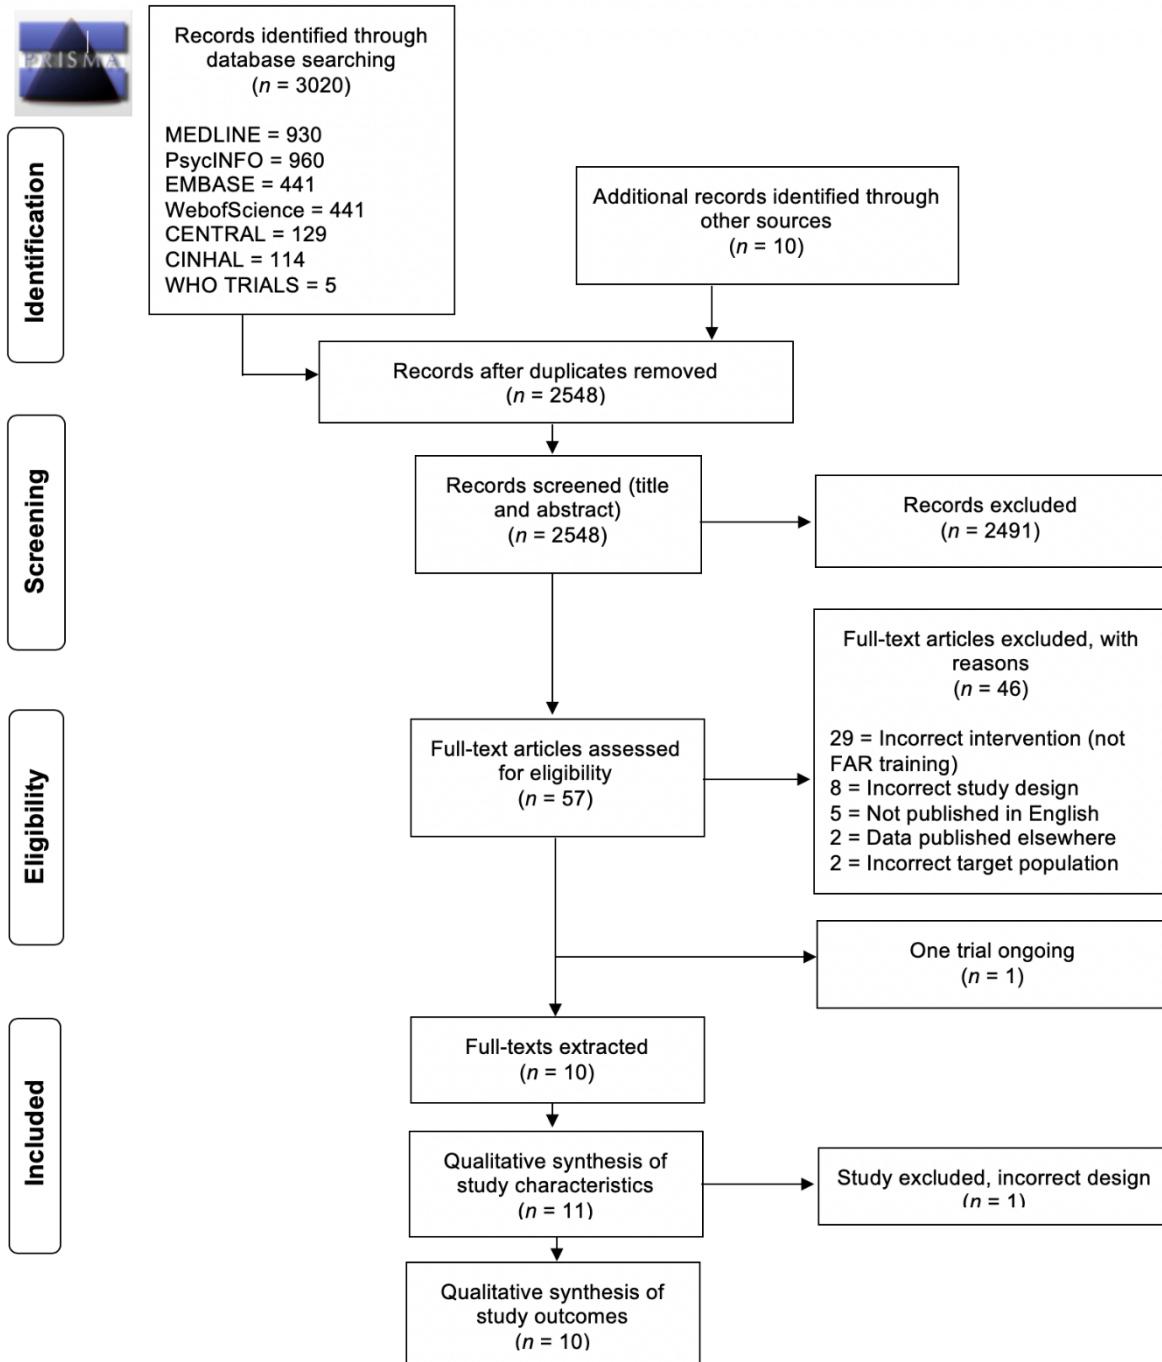 PRISMA
Records identified through
database searching
(n = 3020)
MEDLINE = 930
PsycINFO = 960
EMBASE = 441
WebofScience = 441
CENTRAL = 129
CINHAL = 114
WHO TRIALS = 5
Additional records identified through
other sources
(n = 10)
Identification
Records after duplicates removed
(n = 2548)
Screening
Records screened (title
and abstract)
(n = 2548)
Records excluded
(n = 2491)
Eligibility
Full-text articles assessed
for eligibility
(n = 57)
Full-text articles excluded, with
reasons
(n = 46)
29 = Incorrect intervention (not
FAR training)
8 = Incorrect study design
5 = Not published in English
2 = Data published elsewhere
2 = Incorrect target population
One trial ongoing
(n = 1)
Included
Full-texts extracted
(n = 10)
Qualitative synthesis of
study characteristics
(n = 11)
Study excluded, incorrect design
(n = 1)
Qualitative synthesis of
study outcomes
(n = 10)